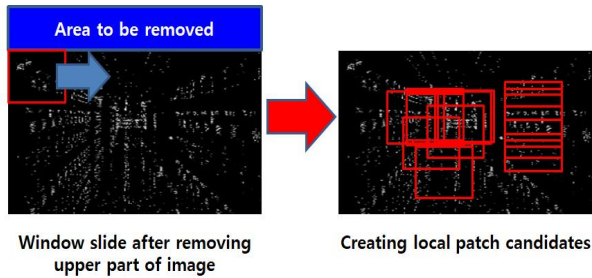 Area to be removed
Window slide after removing
upper part of image
Creating local patch candidates